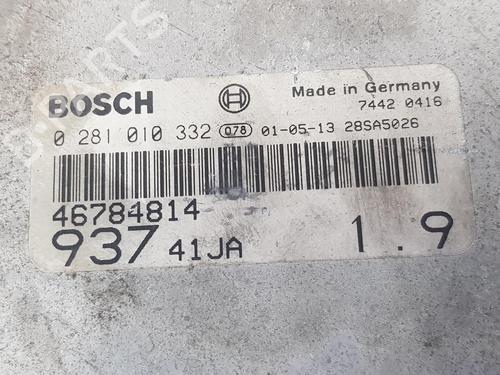 BOSCH
Made in Germany
7442 0416
0 281 010 332 078 01-05-13 28SA5026
46784814
937 41JA 1.9